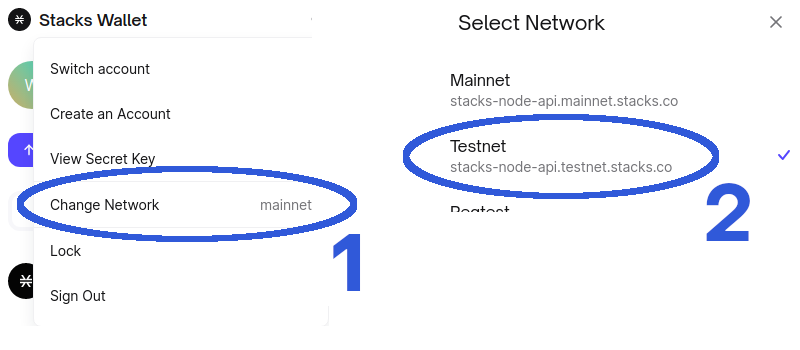 Stacks Wallet
Switch account
Create an Account
View Secret Key
Change Network mainnet
Lock
Sign Out
1
Select Network
Mainnet
stacks-node-api.mainnet.stacks.co
Testnet
stacks-node-api.testnet.stacks.co
Regtest
2